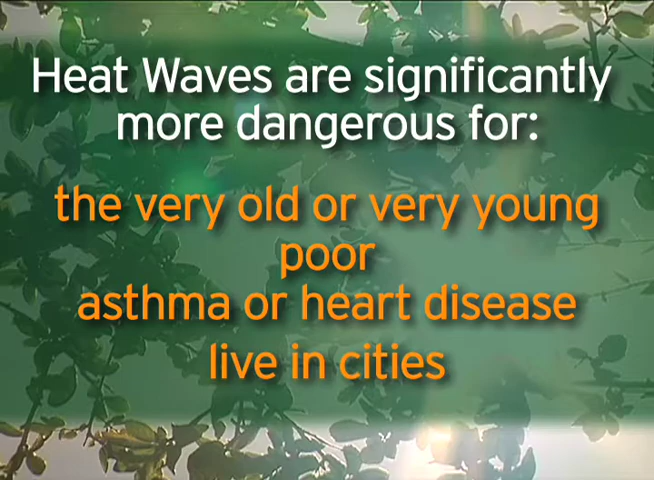 Heat Waves are significantly
more dangerous for:
the very old or very young
poor
asthma or heart disease
live in cities